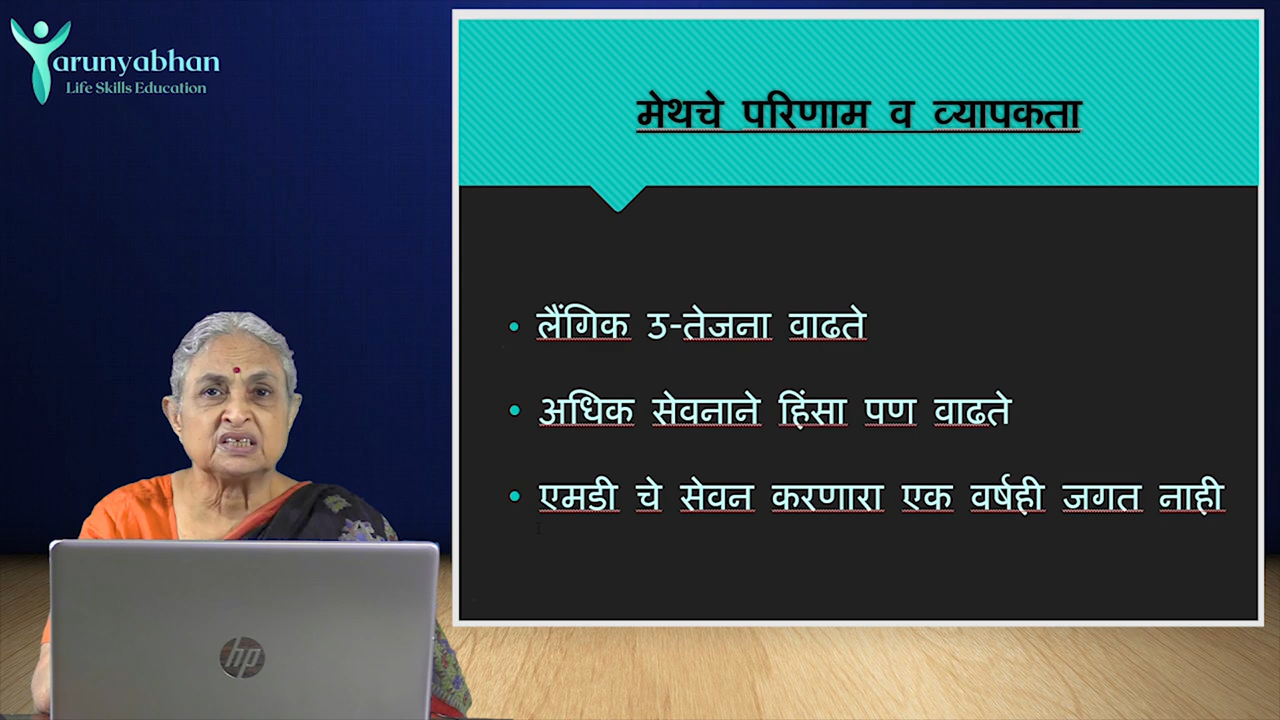 Tarunyabhan
Life Skills Education
मेथचे परिणाम व व्यापकता
• लैंगिक उ-तेजना वाढते
• अधिक सेवनाने हिंसा पण वाढते
• एमडी चे सेवन करणारा एक वर्षही जगत नाही
hp